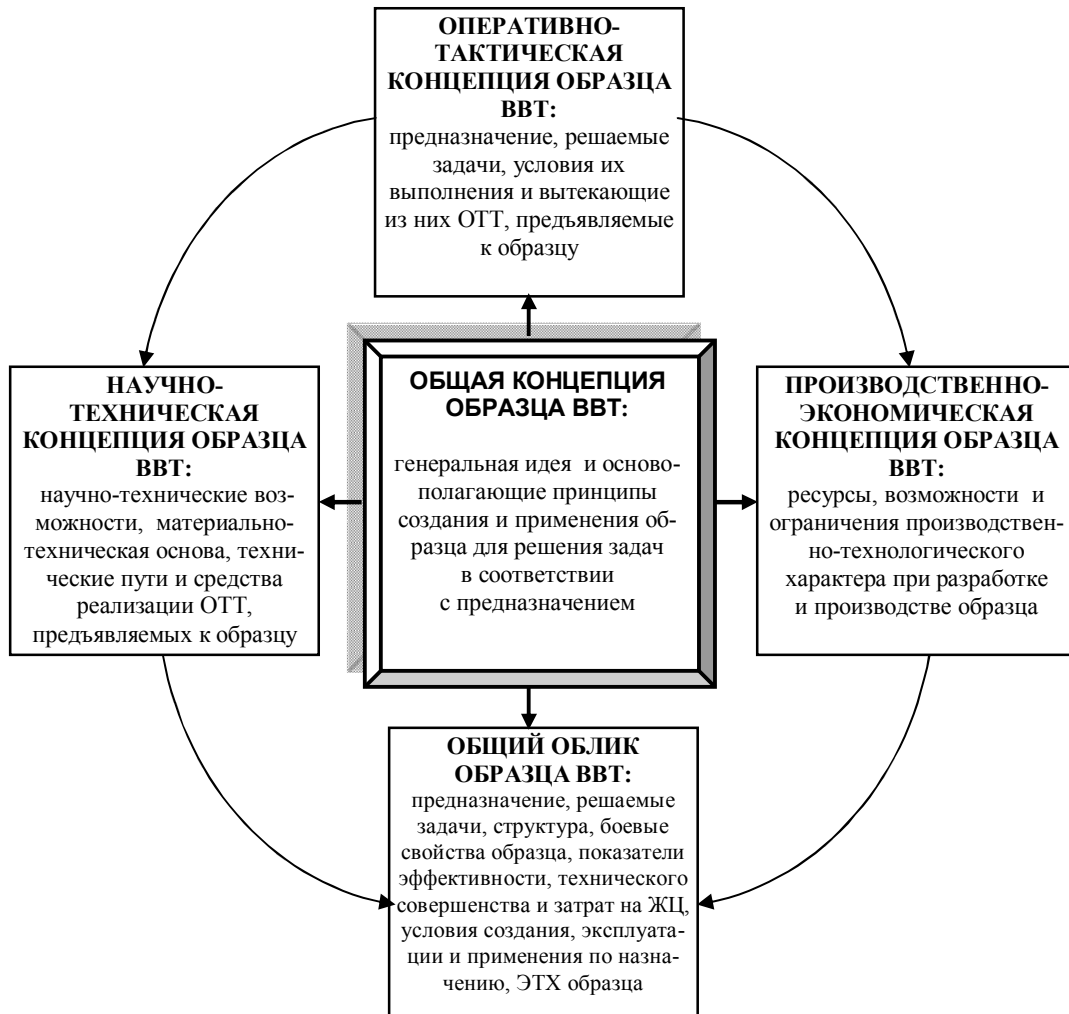 ОПЕРАТИВНО-
ТАКТИЧЕСКАЯ
КОНЦЕПЦИЯ ОБРАЗЦА
ВВТ:
предназначение, решаемые
задачи, условия их
выполнения и вытекающие
из них ОТТ, предъявляемые
к образцу
НАУЧНО-
ТЕХНИЧЕСКАЯ
КОНЦЕПЦИЯ ОБРАЗЦА
ВВТ:
научно-технические воз-
можности, материально-
техническая основа, техни-
ческие пути и средства
реализации ОТТ,
предъявляемых к образцу
ОБЩАЯ КОНЦЕПЦИЯ
ОБРАЗЦА ВВТ:
генеральная идея и осново-
полагающие принципы
создания и применения об-
разца для решения задач
в соответствии
с предназначением
ПРОИЗВОДСТВЕННО-
ЭКОНОМИЧЕСКАЯ
КОНЦЕПЦИЯ ОБРАЗЦА
ВВТ:
ресурсы, возможности и
ограничения производствен-
но-технологического
характера при разработке
и производстве образца
ОБЩИЙ ОБЛИК
ОБРАЗЦА ВВТ:
предназначение, решаемые
задачи, структура, боевые
свойства образца, показатели
эффективности, технического
совершенства и затрат на ЖЦ,
условия создания, эксплуата-
ции и применения по назна-
чению, ЭТХ образца